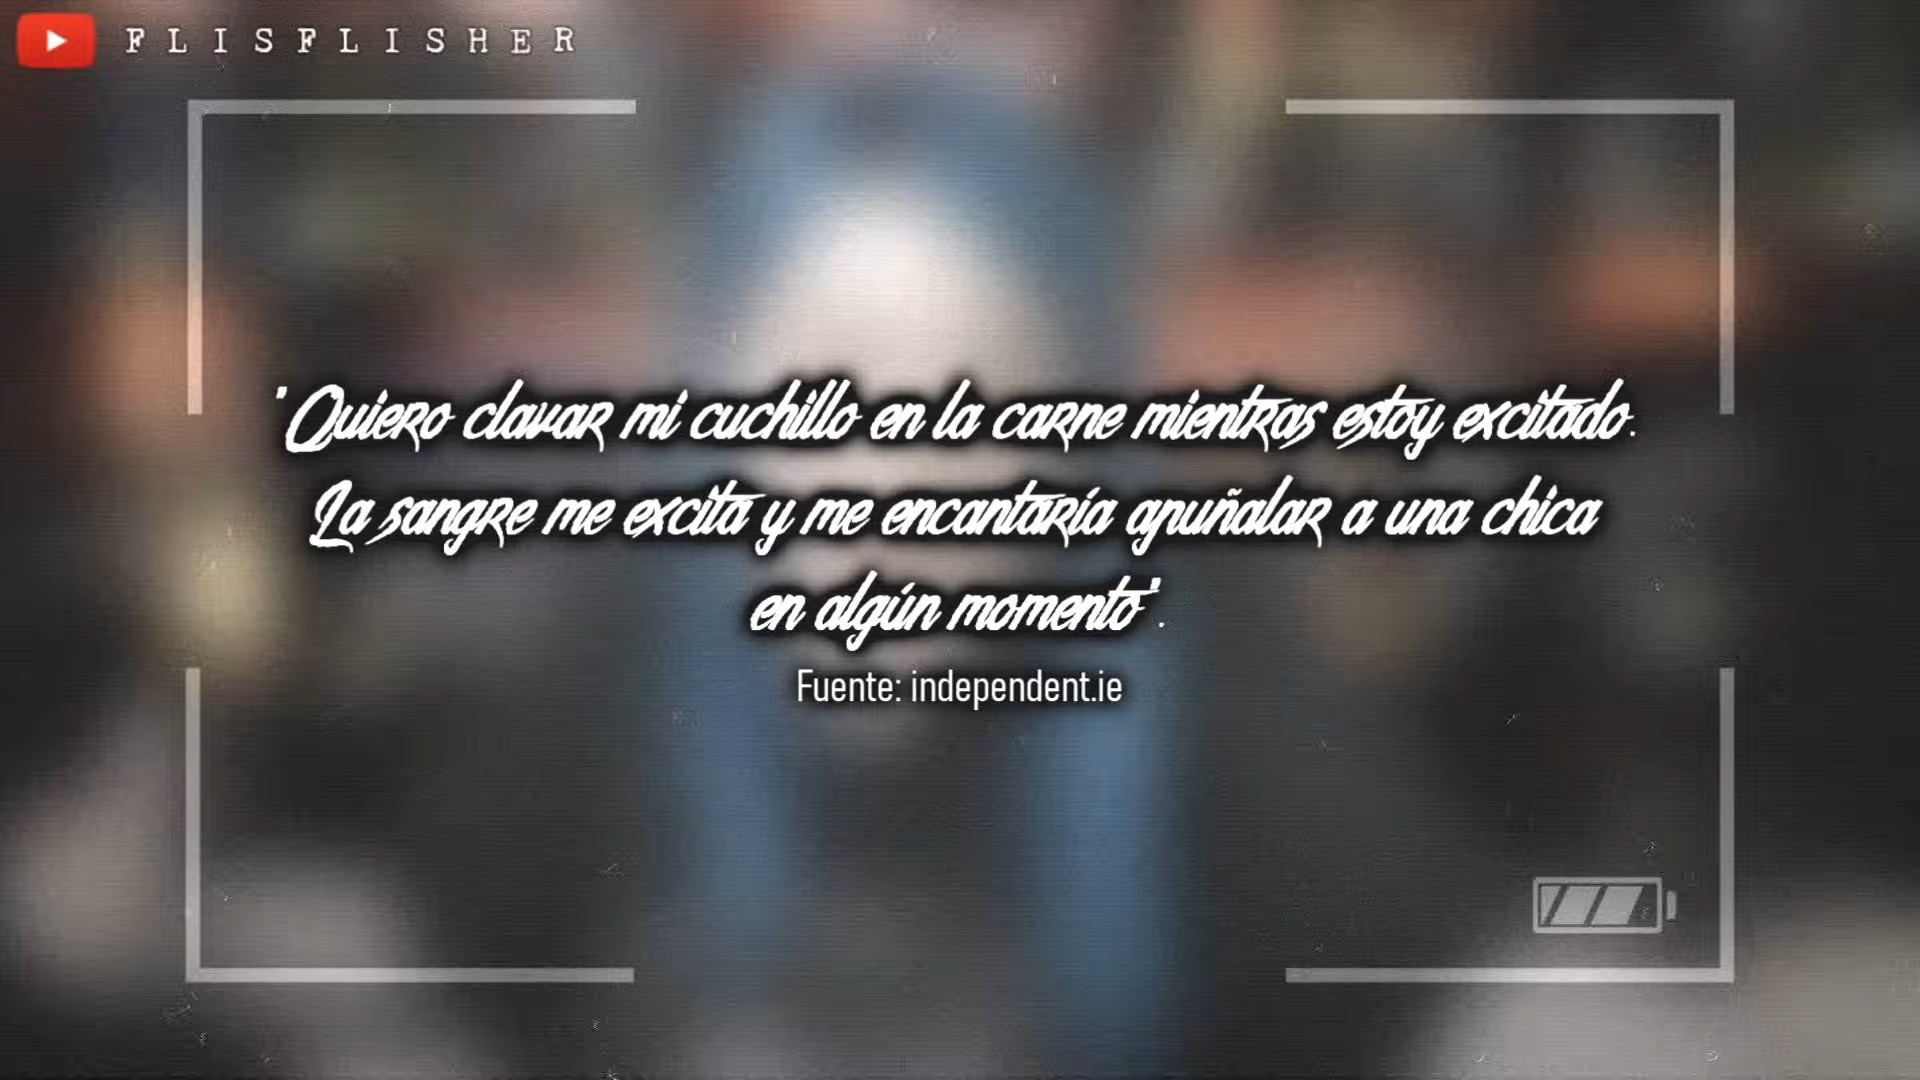 FLISFLISHER
"Quiero clavar mi cuchillo en la carne mientras estoy excitado.
La sangre me excita y me encantaría apuñalar a una chica
en algún momento".
Fuente: independent.ie